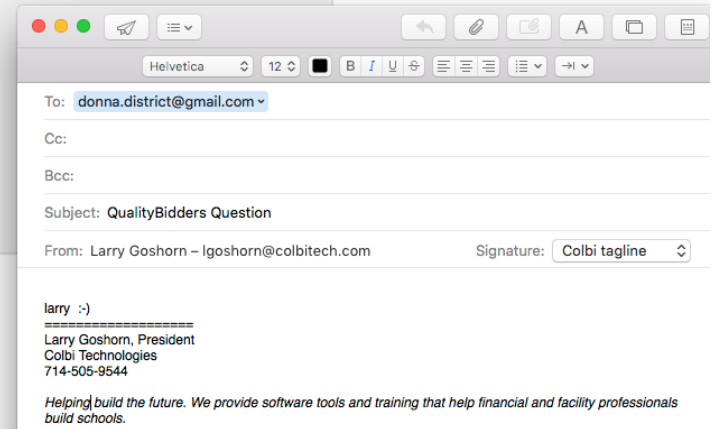 Helvetica 12 B I U S
To: donna.district@gmail.com
Cc:
Bcc:
Subject: QualityBidders Question
From: Larry Goshorn – lgoshorn@colbitech.com Signature: Colbi tagline
larry :-)
===================
Larry Goshorn, President
Colbi Technologies
714-505-9544
Helping build the future. We provide software tools and training that help financial and facility professionals
build schools.